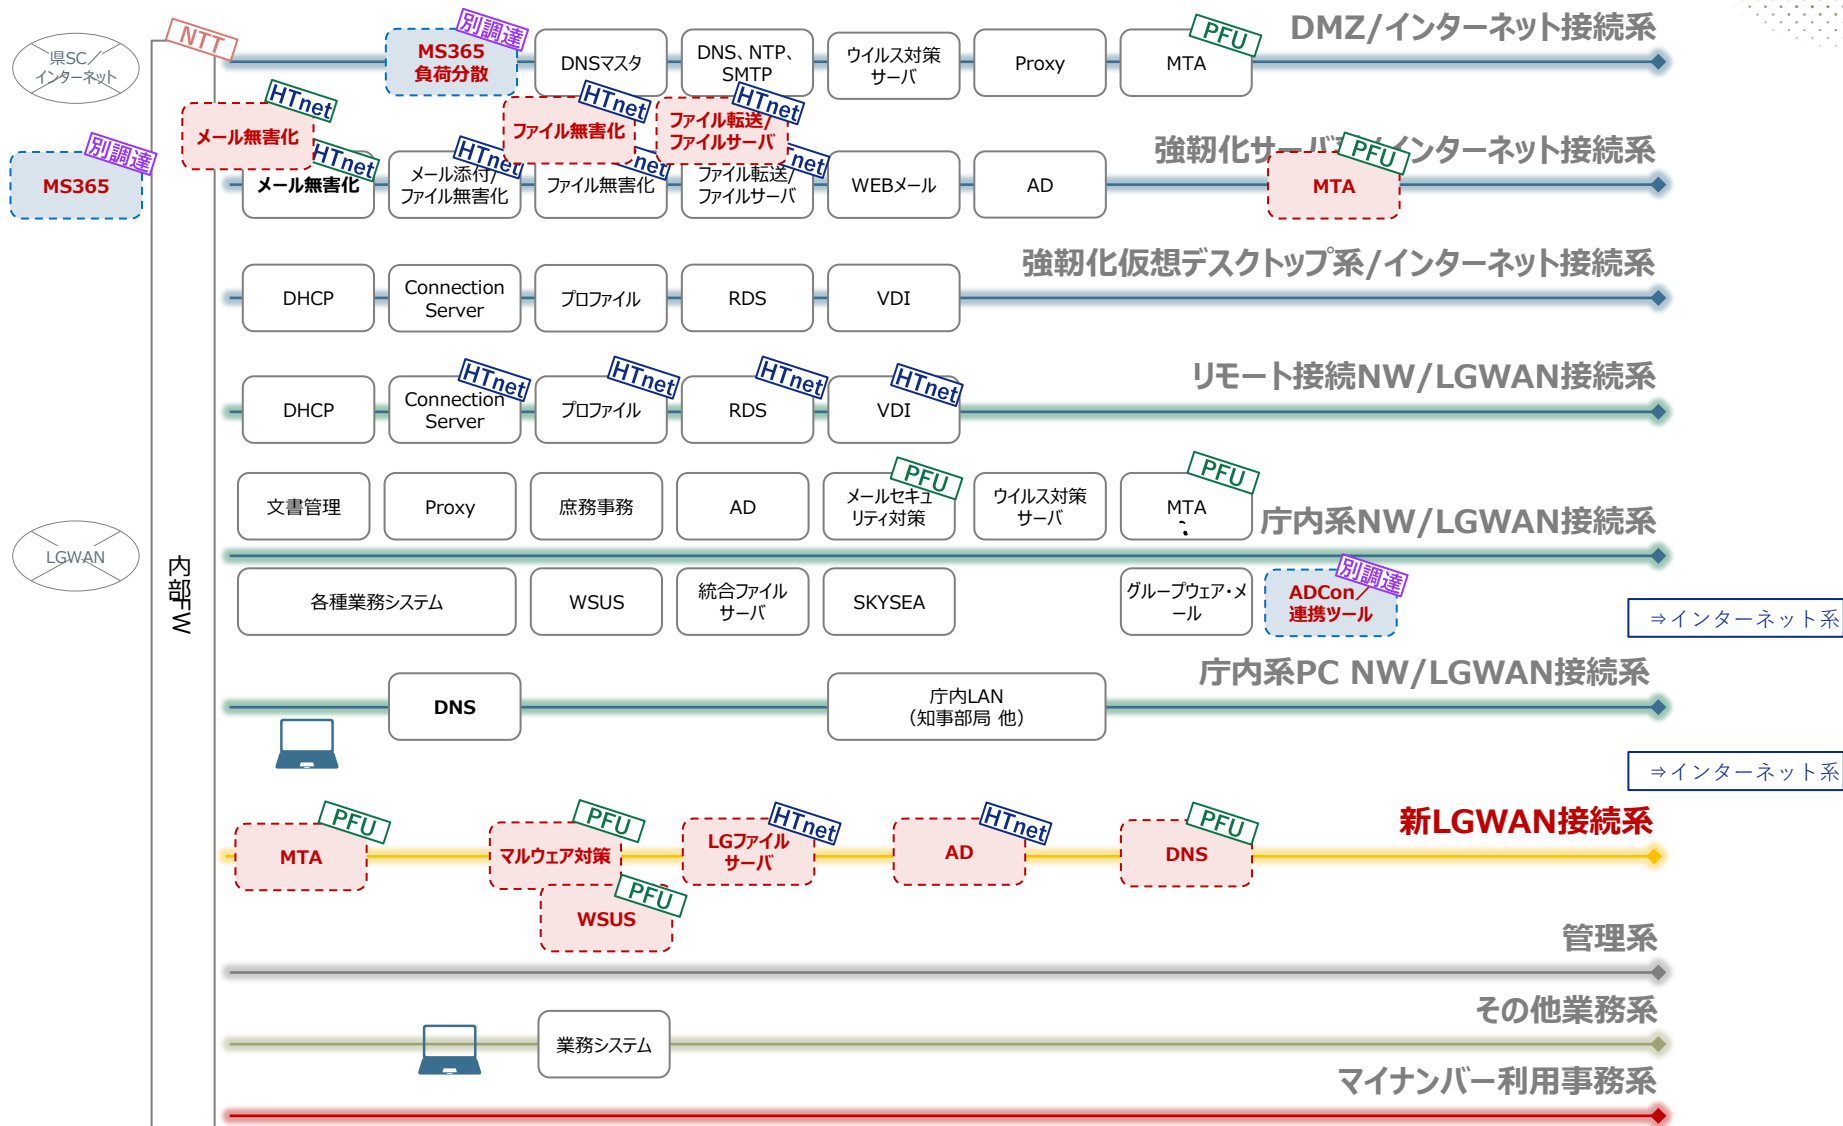 DMZ/インターネット接続系
県SC／
インターネット
NTT
別調達
MS365
負荷分散
DNSマスタ
DNS、NTP、
SMTP
ウイルス対策
サーバ
Proxy
PFU
MTA
HTnet
メール無害化
HTnet
ファイル無害化
HTnet
ファイル転送/
ファイルサーバ
強靭化サーバ
インターネット接続系
別調達
MS365
HTnet
メール無害化
HTnet
メール添付/
ファイル無害化
net
ファイル無害化
net
ファイル転送/
ファイルサーバ
WEBメール
AD
PFU
MTA
強靭化仮想デスクトップ系/インターネット接続系
DHCP
Connection
Server
プロファイル
RDS
VDI
リモート接続NW/LGWAN接続系
DHCP
HTnet
Connection
Server
HTnet
プロファイル
HTnet
RDS
HTnet
VDI
文書管理
Proxy
庶務事務
AD
PFU
メールセキュ
リティ対策
ウイルス対策
サーバ
PFU
MTA
庁内系NW/LGWAN接続系
LGWAN
内部FW
各種業務システム
WSUS
統合ファイル
サーバ
SKYSEA
グループウェア・メ
ール
別調達
ADCon／
連携ツール
⇒インターネット系
庁内系PC NW/LGWAN接続系
DNS
庁内LAN
（知事部局 他）
⇒インターネット系
新LGWAN接続系
PFU
MTA
PFU
マルウェア対策
HTnet
LGファイル
サーバ
HTnet
AD
PFU
DNS
PFU
WSUS
管理系
その他業務系
業務システム
マイナンバー利用事務系